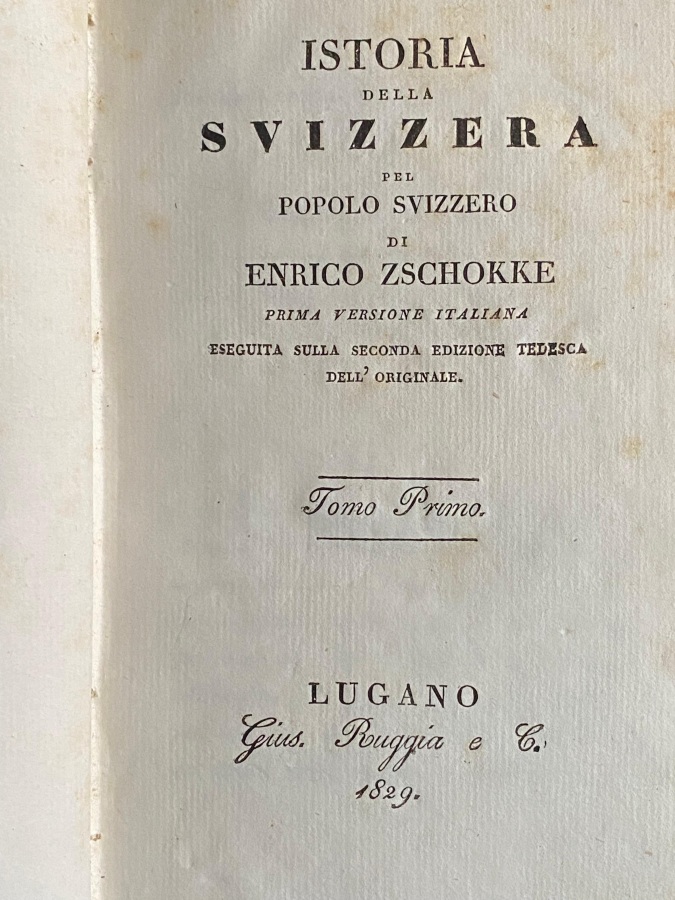 ISTORIA
DELLA
SVIZZERA
PEL
POPOLO SVIZZERO
DI
ENRICO ZSCHOKKE
PRIMA VERSIONE ITALIANA
ESEGUITA SULLA SECONDA EDIZIONE TEDESCA
DELL' ORIGINALE.
Tomo Primo.
LUGANO
Gius. Ruggia e C.
1829.